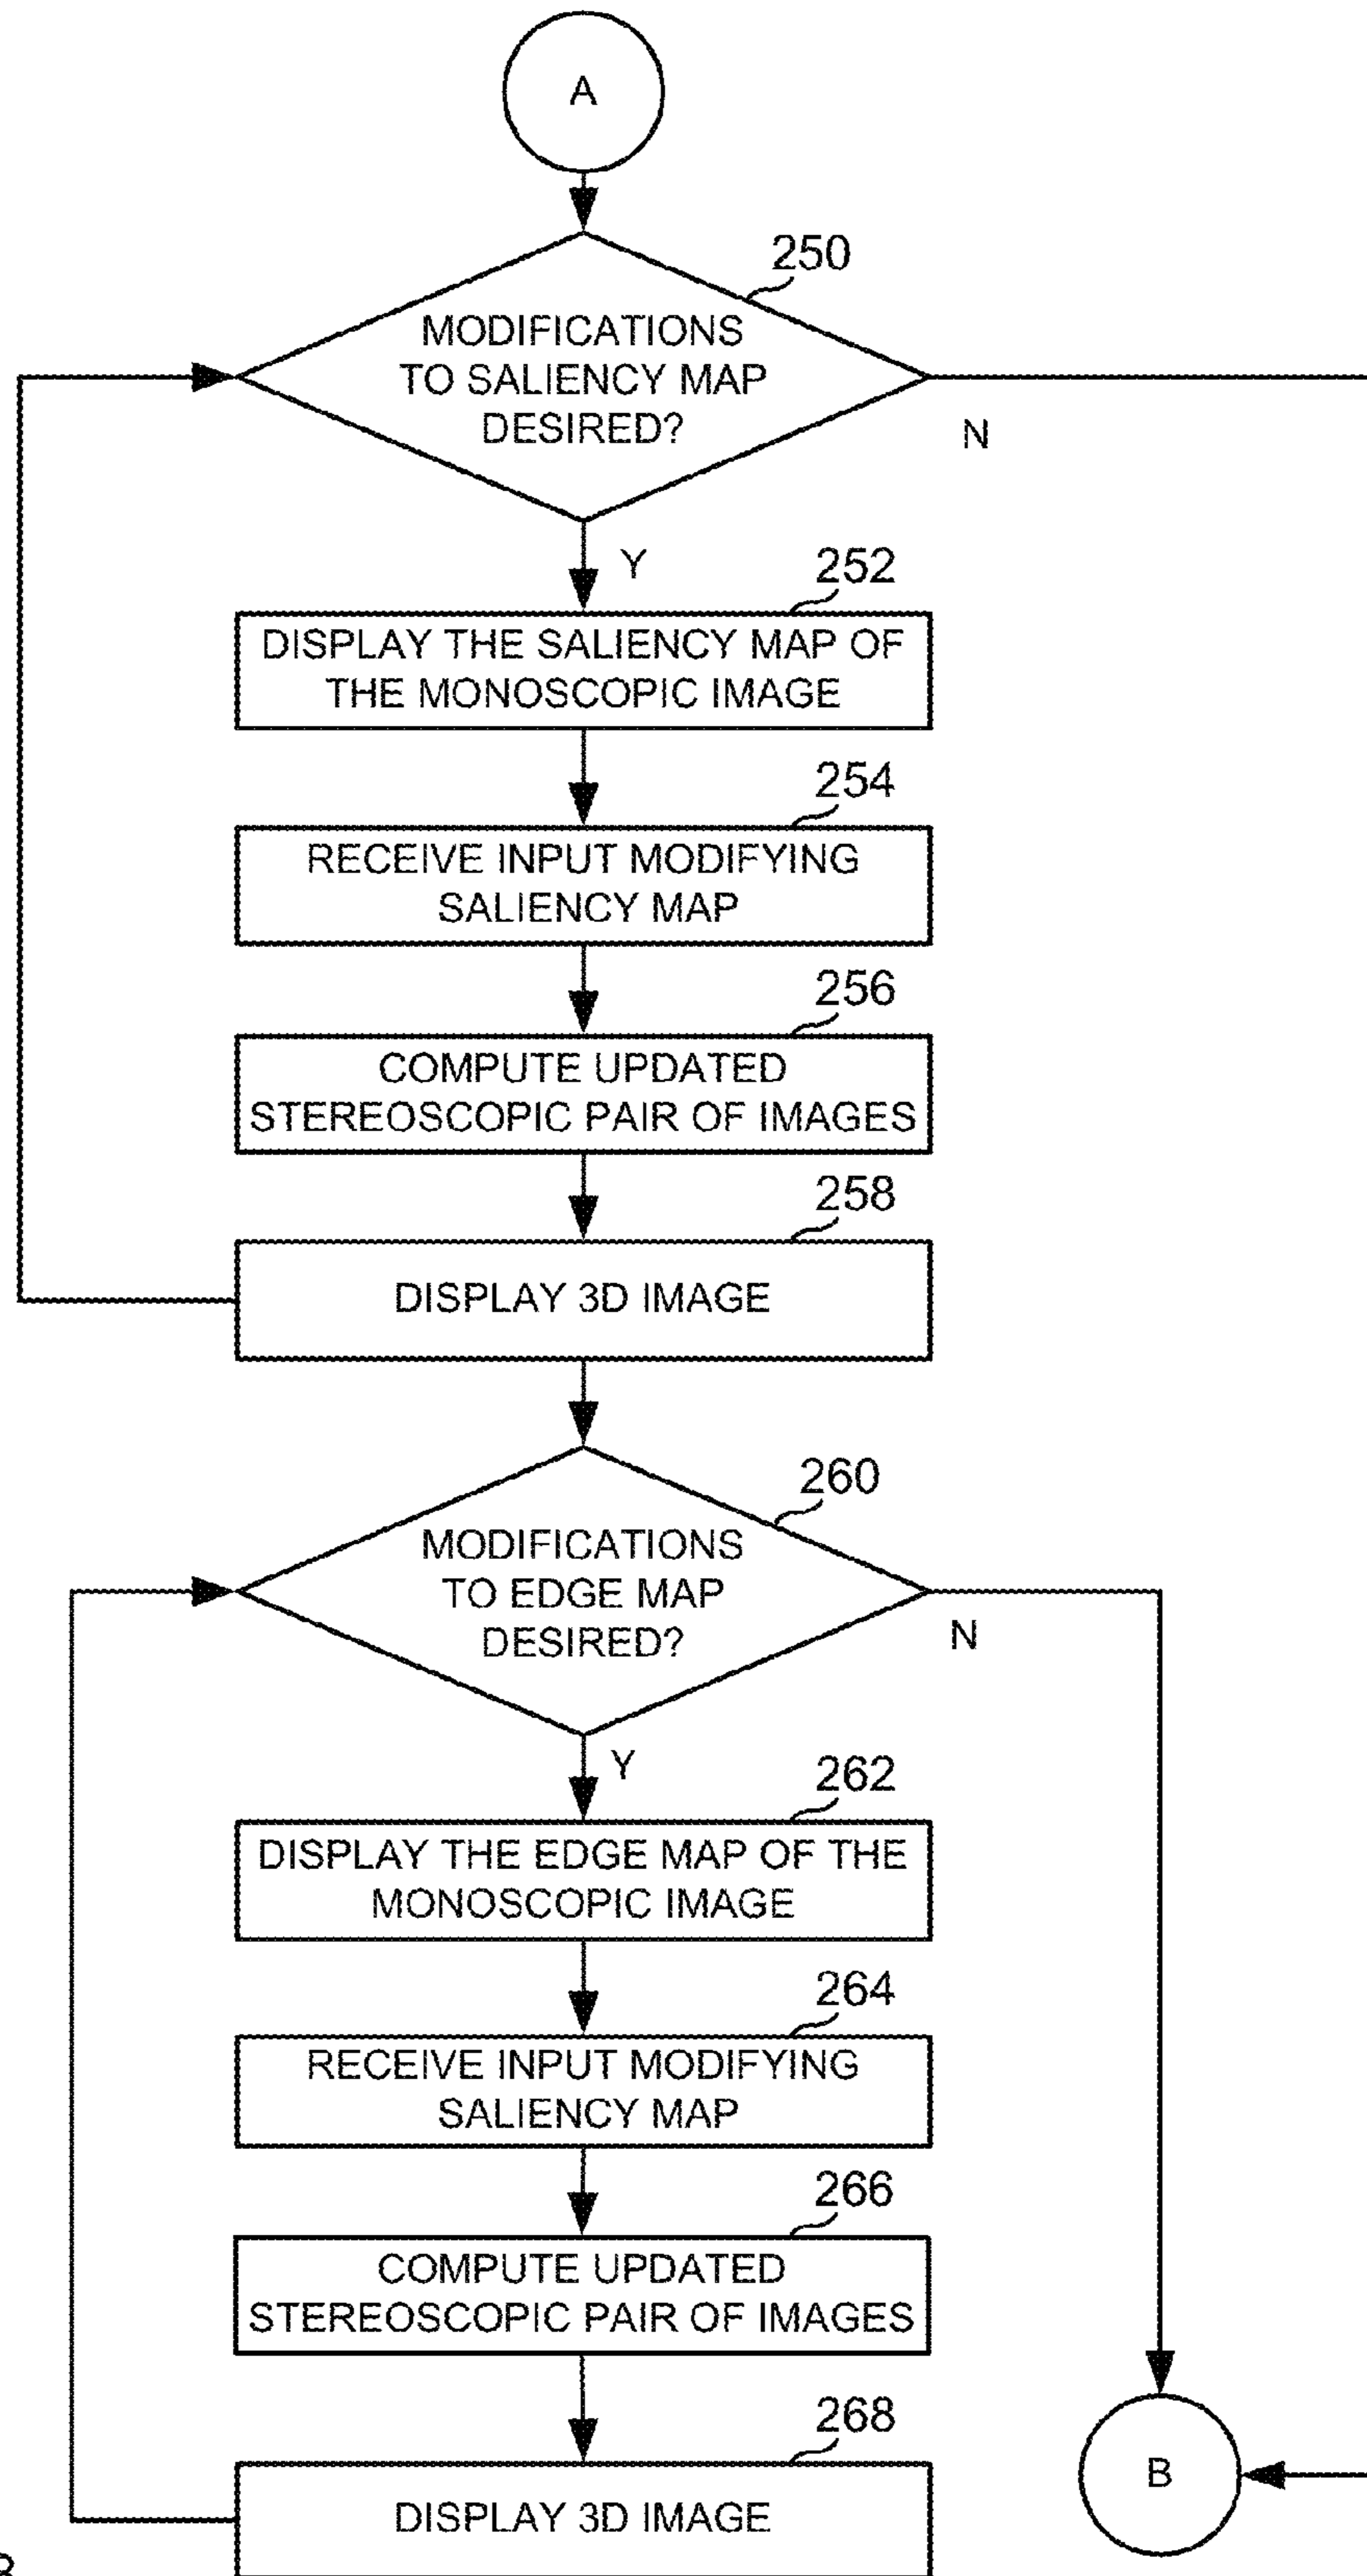 A
250
MODIFICATIONS
TO SALIENCY MAP
DESIRED?
N
Y
252
DISPLAY THE SALIENCY MAP OF
THE MONOSCOPIC IMAGE
254
RECEIVE INPUT MODIFYING
SALIENCY MAP
256
COMPUTE UPDATED
STEREOSCOPIC PAIR OF IMAGES
258
DISPLAY 3D IMAGE
260
MODIFICATIONS
TO EDGE MAP
DESIRED?
N
Y
262
DISPLAY THE EDGE MAP OF THE
MONOSCOPIC IMAGE
264
RECEIVE INPUT MODIFYING
SALIENCY MAP
266
COMPUTE UPDATED
STEREOSCOPIC PAIR OF IMAGES
268
DISPLAY 3D IMAGE
B